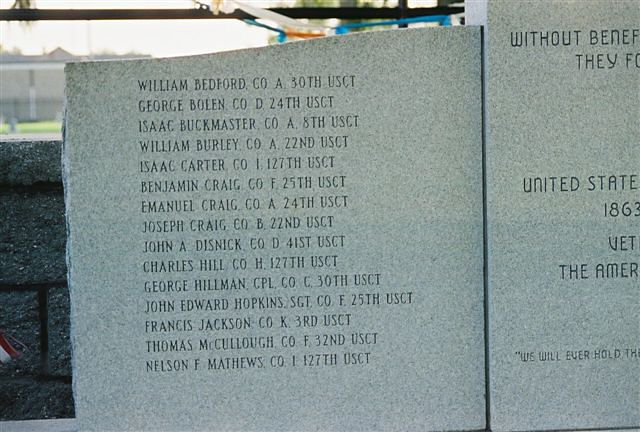 WILLIAM BEDFORD, CO. A, 30TH USCT
GEORGE BOLEN, CO. D 24TH USCT
ISAAC BUCKMASTER, CO. A, 8TH USCT
WILLIAM BURLEY, CO. A, 22ND USCT
ISAAC CARTER, CO. I, 127TH USCT
BENJAMIN CRAIG, CO. F, 25TH USCT
EMANUEL CRAIG, CO. A, 24TH USCT
JOSEPH CRAIG, CO. B, 22ND USCT
JOHN A. DISNICK, CO. D, 41ST USCT
CHARLES HILL, CO. H, 127TH USCT
GEORGE HILLMAN, CPL, CO. C, 30TH USCT
JOHN EDWARD HOPKINS, SGT, CO. F, 25TH USCT
FRANCIS JACKSON, CO. K, 3RD USCT
THOMAS McCULLOUGH, CO. F, 32ND USCT
NELSON F. MATHEWS, CO. I, 127TH USCT
WITHOUT BENEF
THEY FO
UNITED STATE
1863
VET
THE AMER
"WE WILL EVER HOLD THE